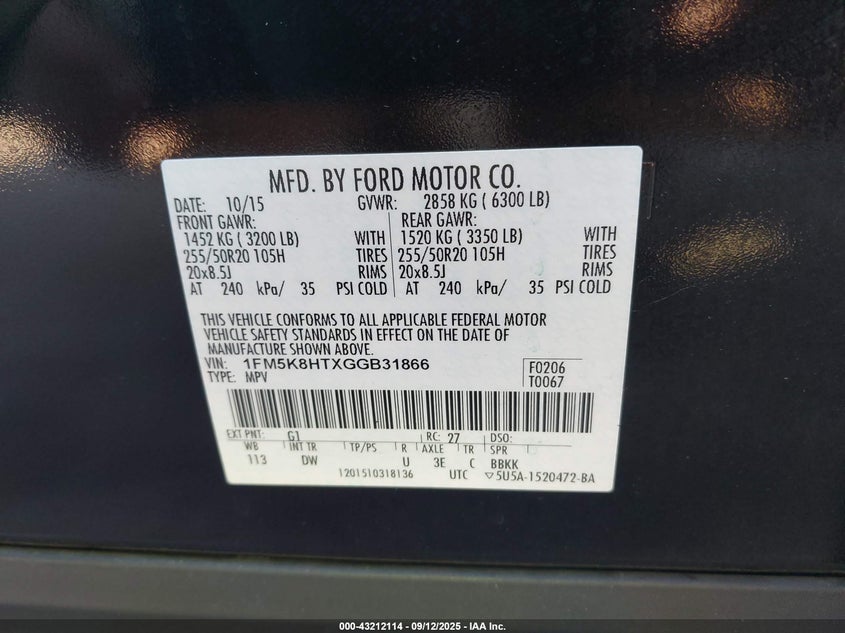 MFD. BY FORD MOTOR CO.
DATE: 10/15 GVWR: 2858 KG ( 6300 LB)
FRONT GAWR: REAR GAWR:
1452 KG ( 3200 LB) WITH 1520 KG ( 3350 LB) WITH
255/50R20 105H TIRES 255/50R20 105H TIRES
20x8.5J RIMS 20x8.5J RIMS
AT 240 kPa/ 35 PSI COLD AT 240 kPa/ 35 PSI COLD
THIS VEHICLE CONFORMS TO ALL APPLICABLE FEDERAL MOTOR
VEHICLE SAFETY STANDARDS IN EFFECT ON THE DATE OF
MANUFACTURE SHOWN ABOVE.
VIN: 1FM5K8HTXGGB31866 F0206
TYPE: MPV T0067
EXT PNT: G1 RC: 27 DSO:
WB INT TR TP/PS R AXLE TR SPR
113 DW U 3E C BBKK
1201510318136 UTC ▽5U5A-1520472-BA
000-43212114 - 09/12/2025 - IAA Inc.